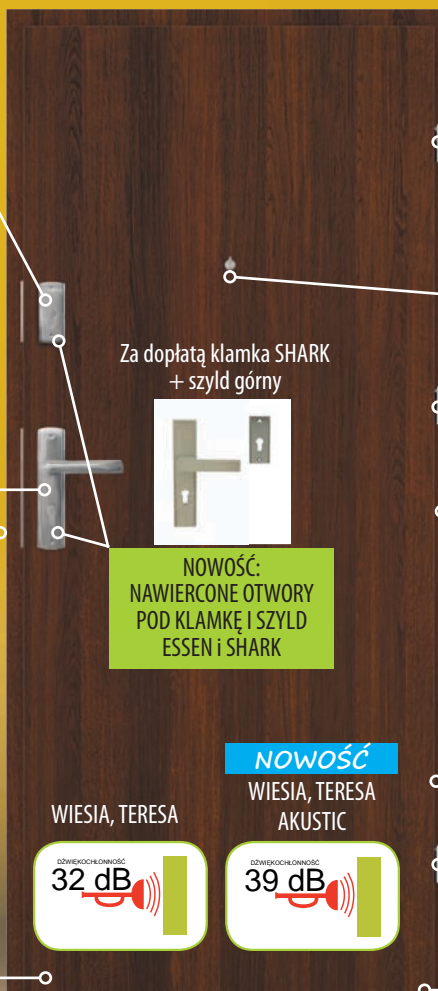 Za dopłatą klamka SHARK
+ szyld górny
NOWOŚĆ:
NAWIERCONE OTWORY
POD KLAMKĘ I SZYLD
ESSEN i SHARK
WIESIA, TERESA
DŹWIĘKOCHŁONNOŚĆ
32 dB
NOWOŚĆ
WIESIA, TERESA
AKUSTIC
DŹWIĘKOCHŁONNOŚĆ
39 dB